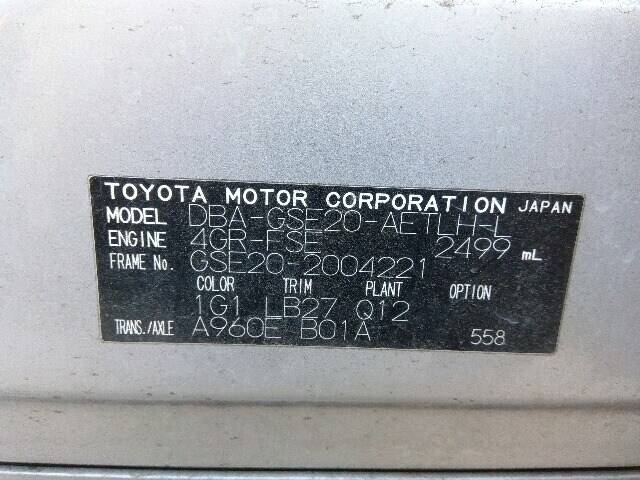 TOYOTA MOTOR CORPORATION JAPAN
MODEL DBA-GSE20-AETLH-L
ENGINE 4GR-FSE 2499 mL
FRAME No. GSE20-2004221
COLOR TRIM PLANT OPTION
1G1 LB27 Q12
TRANS./AXLE A960E B01A 558